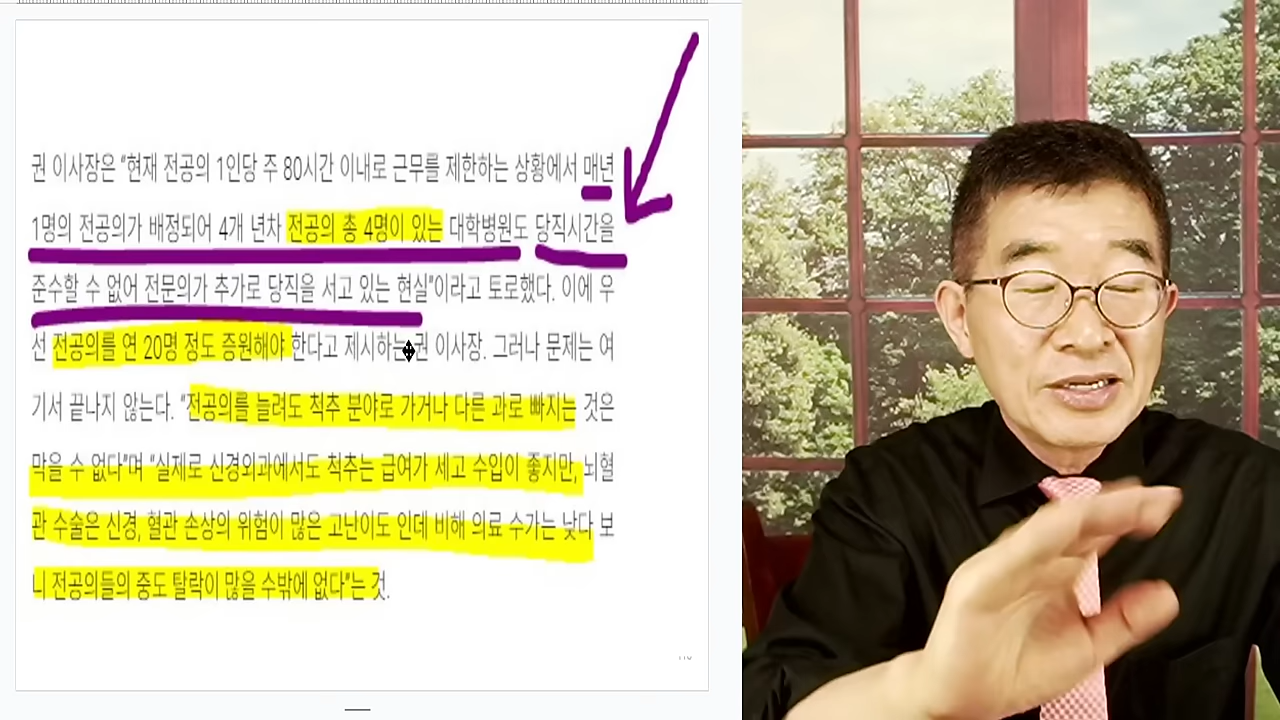 권 이사장은 "현재 전공의 1인당 주 80시간 이내로 근무를 제한하는 상황에서 매년
1명의 전공의가 배정되어 4개 년차 전공의 총 4명이 있는 대학병원도 당직시간을
준수할 수 없어 전문의가 추가로 당직을 서고 있는 현실"이라고 토로했다. 이에 우
선 전공의를 연 20명 정도 증원해야 한다고 제시하는 권 이사장. 그러나 문제는 여
기서 끝나지 않는다. "전공의를 늘려도 척추 분야로 가거나 다른 과로 빠지는 것은
막을 수 없다"며 "실제로 신경외과에서도 척추는 급여가 세고 수입이 좋지만, 뇌혈
관 수술은 신경, 혈관 손상의 위험이 많은 고난이도 인데 비해 의료 수가는 낮다 보
니 전공의들의 중도 탈락이 많을 수밖에 없다"는 것.